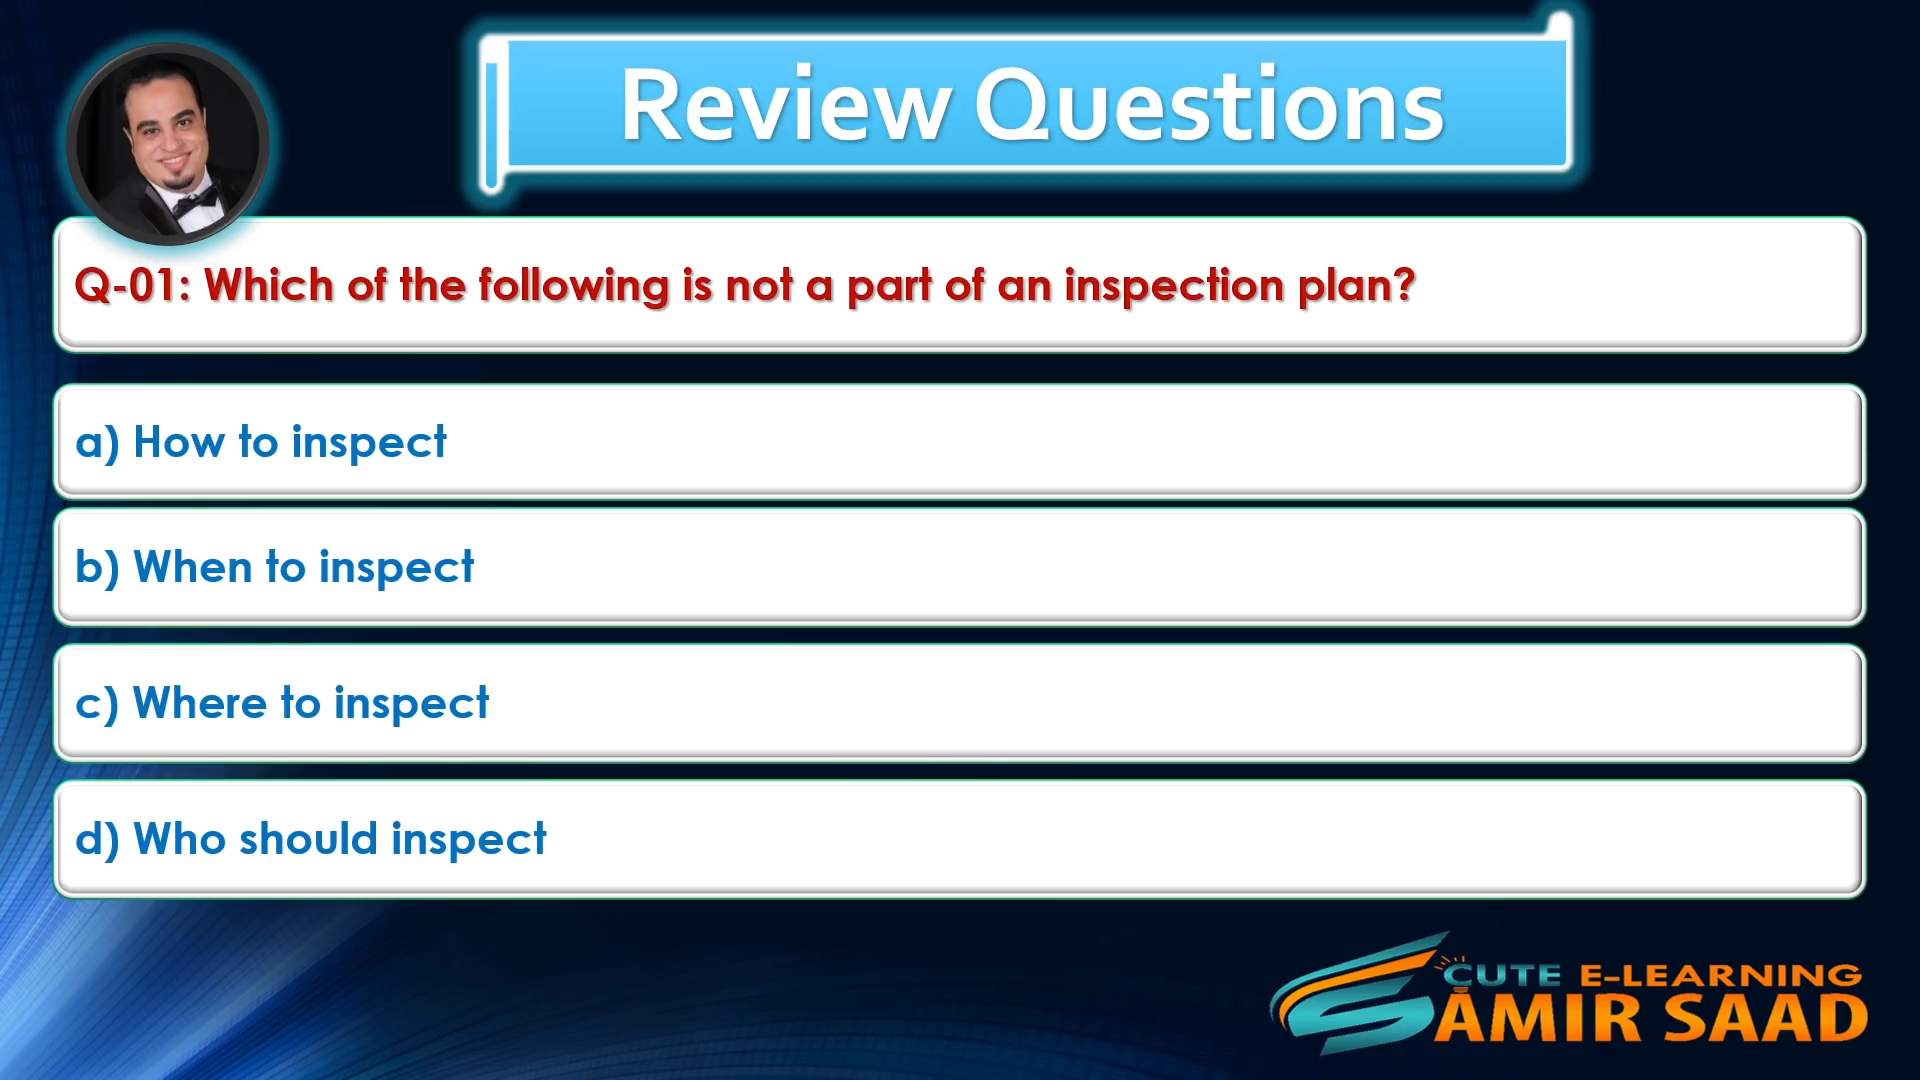 Review Questions
Q-01: Which of the following is not a part of an inspection plan?
a) How to inspect
b) When to inspect
c) Where to inspect
d) Who should inspect
CUTE E-LEARNING
AMIR SAAD